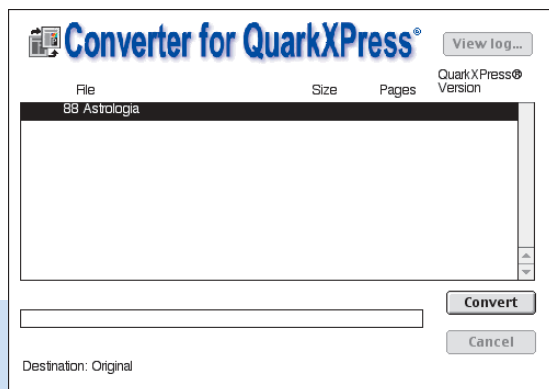 Converter for QuarkXPress®
View log...
File Size Pages QuarkXPress®
Version
88 Astrologia
Convert
Cancel
Destination: Original